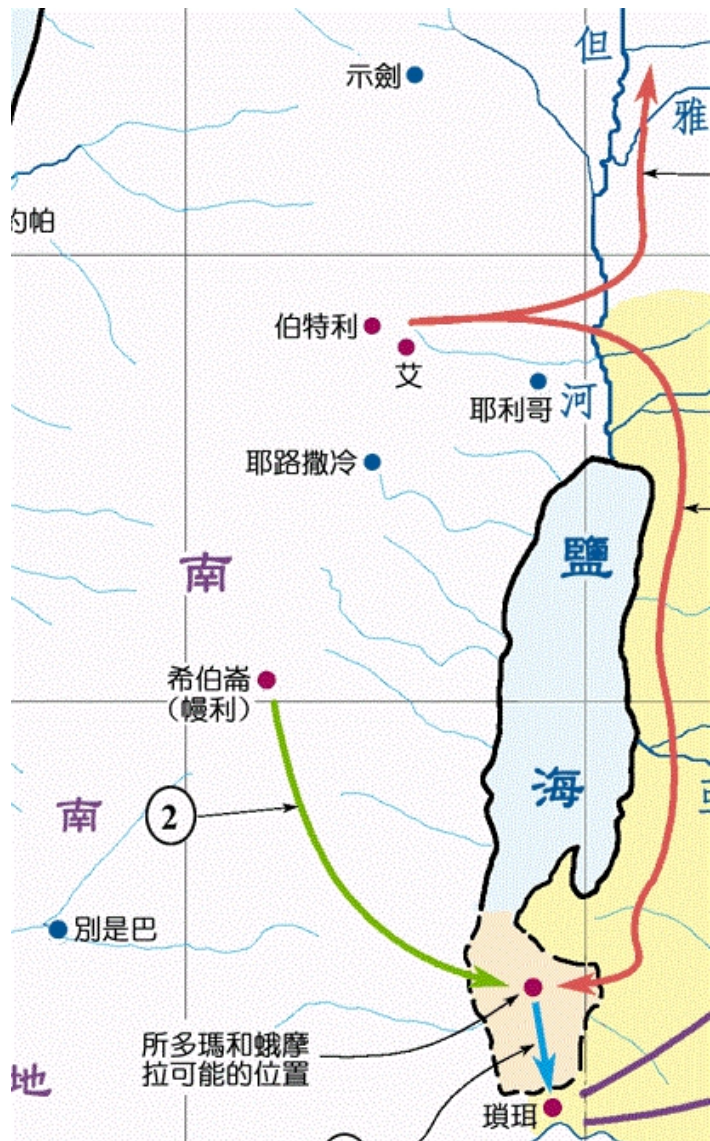 但
示劍
雅
約帕
伯特利
艾
耶利哥
河
耶路撒冷
鹽
南
希伯崙
（幔利）
海
南
2
別是巴
所多瑪和蛾摩
拉可能的位置
地
瑣珥